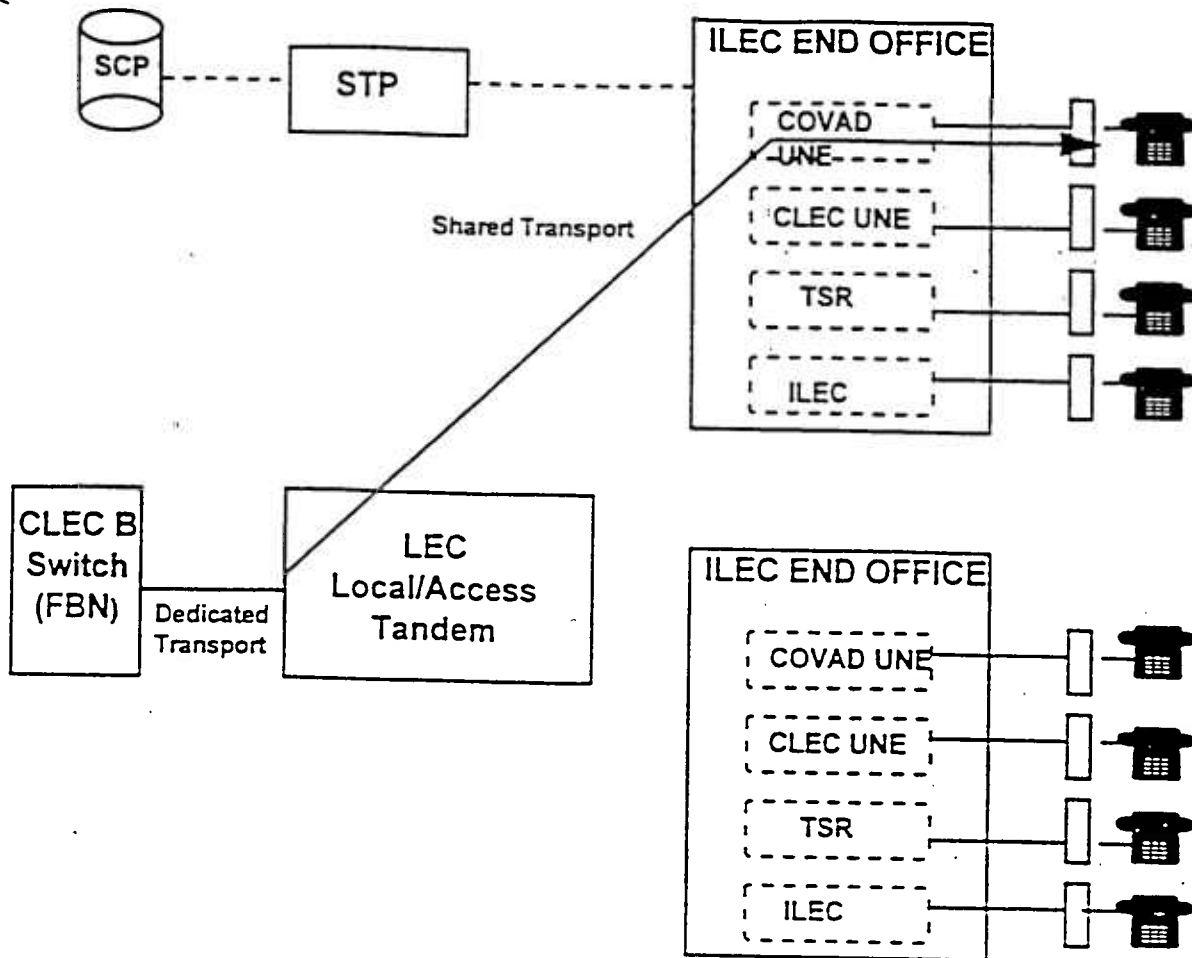 SCP
STP
ILEC END OFFICE
COVAD
UNE
CLEC UNE
TSR
ILEC
Shared Transport
CLEC B
Switch
(FBN)
Dedicated
Transport
LEC
Local/Access
Tandem
ILEC END OFFICE
COVAD UNE
CLEC UNE
TSR
ILEC